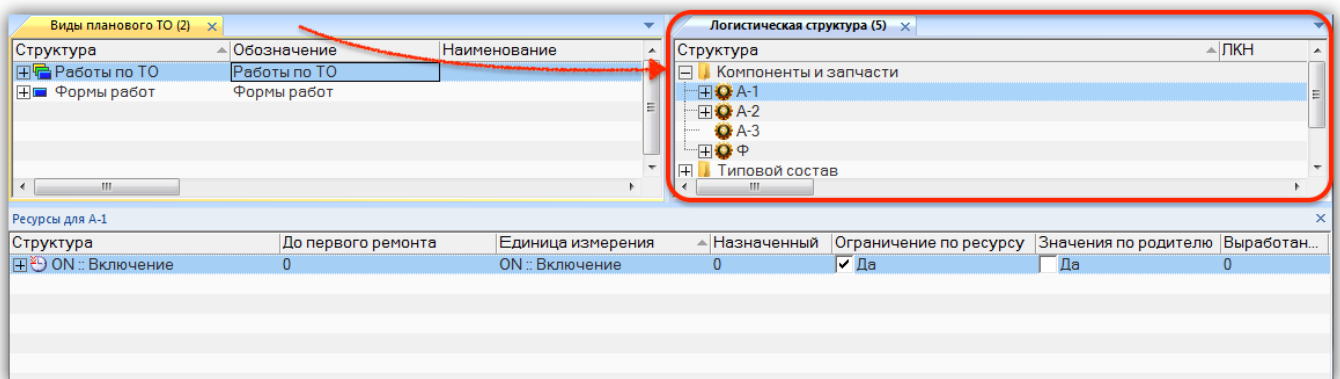 Виды планового ТО (2)
Структура Обозначение Наименование
Работы по ТО Работы по ТО
Формы работ Формы работ
Логистическая структура (5)
Структура ЛКН
Компоненты и запчасти
А-1
А-2
А-3
Ф
Типовой состав
Ресурсы для А-1
Структура До первого ремонта Единица измерения Назначенный Ограничение по ресурсу Значения по родителю Выработан...
ON :: Включение 0 ON :: Включение 0 Да Да 0